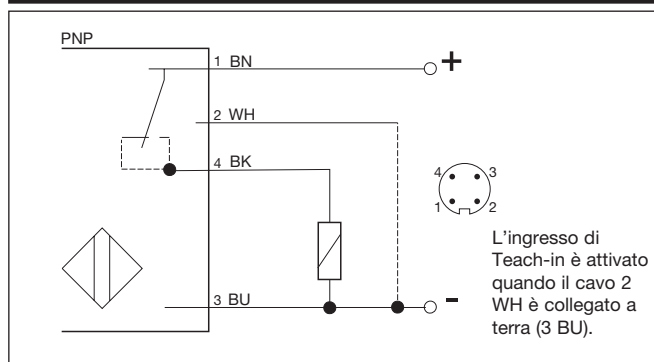 PNP
1 BN
+
2 WH
4 BK
4 3
1 2
L'ingresso di
Teach-in è attivato
quando il cavo 2
WH è collegato a
terra (3 BU).
3 BU
-